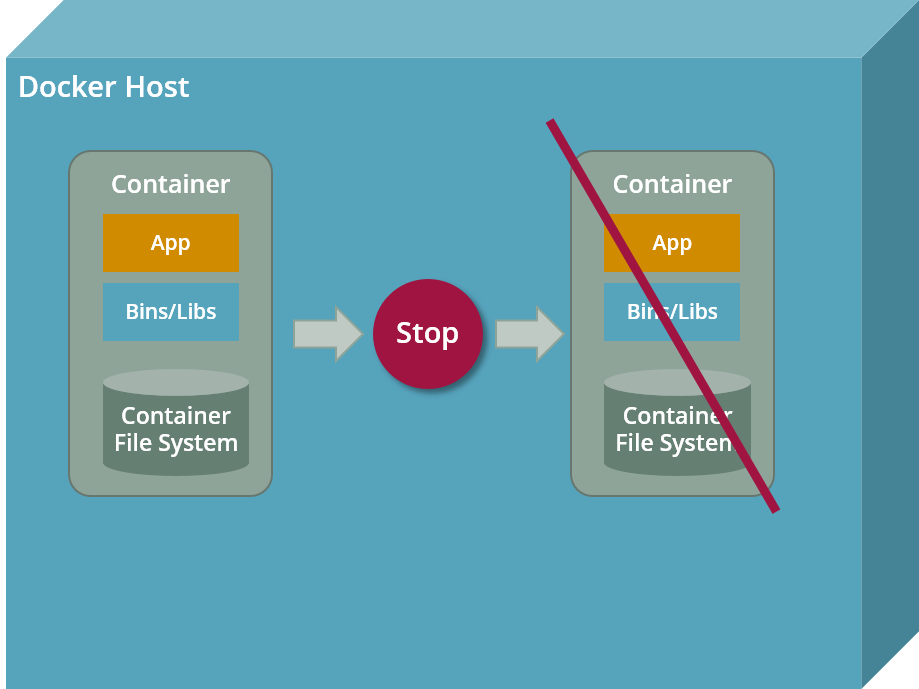 Docker Host
Container
App
Bins/Libs
Container
File System
Stop
Container
App
Bins/Libs
Container
File System